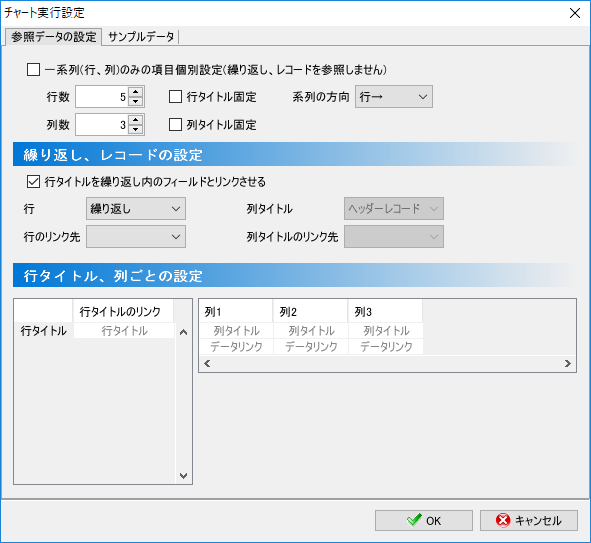 チャート実行設定
参照データの設定 サンプルデータ
一系列(行、列)のみの項目個別設定(繰り返し、レコードを参照しません)
行数 5 行タイトル固定 系列の方向 行→
列数 3 列タイトル固定
繰り返し、レコードの設定
行タイトルを繰り返し内のフィールドとリンクさせる
行 繰り返し 列タイトル ヘッダーレコード
行のリンク先 列タイトルのリンク先
行タイトル、列ごとの設定
行タイトルのリンク 列1 列2 列3
行タイトル 行タイトル 列タイトル 列タイトル 列タイトル
データリンク データリンク データリンク
OK キャンセル